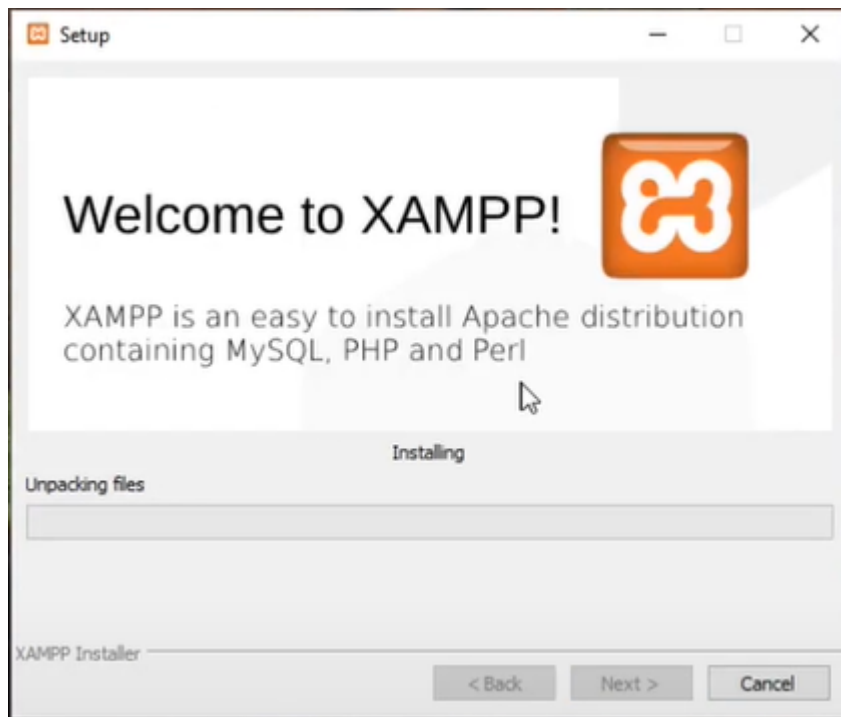 Setup
Welcome to XAMPP!
XAMPP is an easy to install Apache distribution
containing MySQL, PHP and Perl
Installing
Unpacking files
XAMPP Installer
< Back
Next >
Cancel